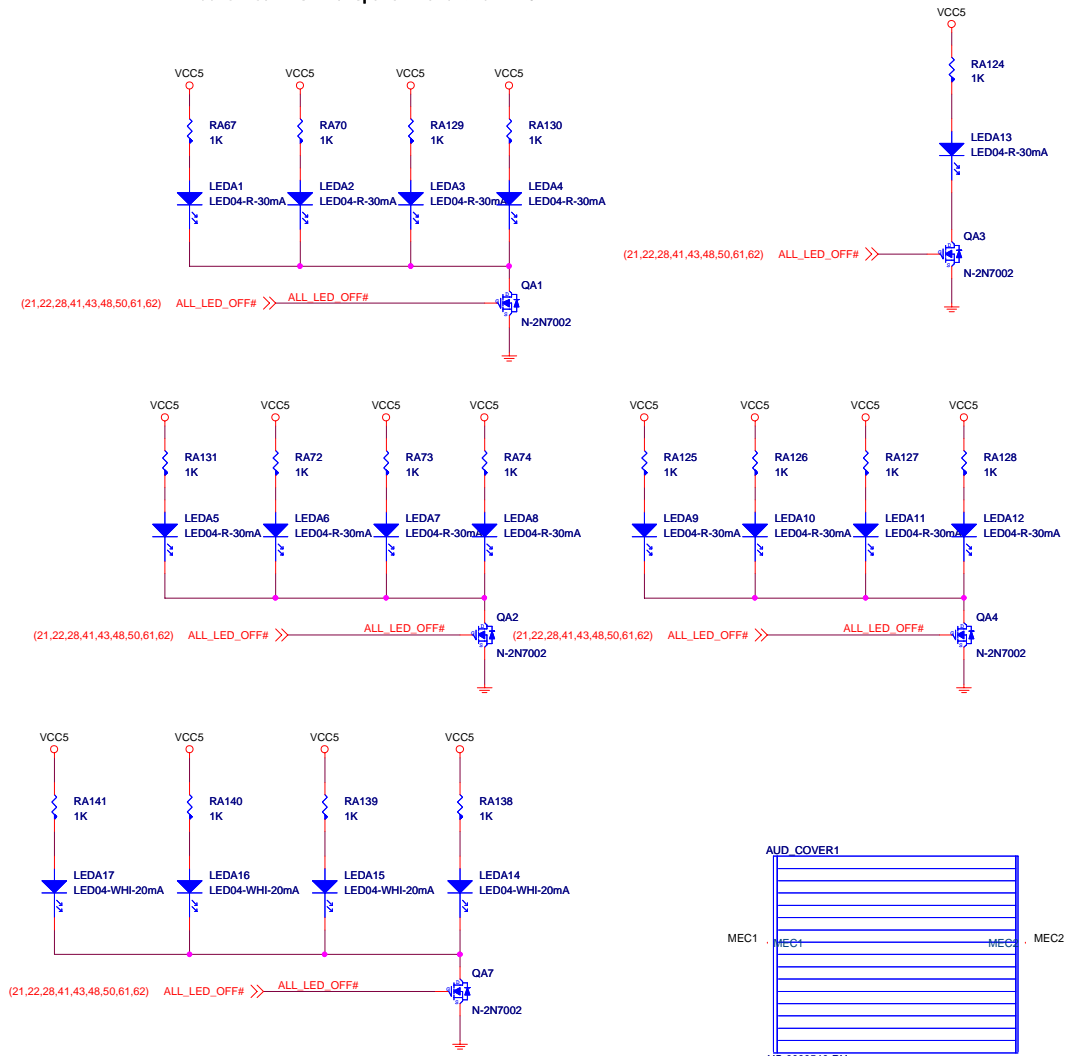 VCC5
RA124
1K
LEDA13
LED04-R-30mA
QA3
(21,22,28,41,43,48,50,61,62) ALL_LED_OFF#
N-2N7002
VCC5 VCC5 VCC5 VCC5
RA67 RA70 RA129 RA130
1K 1K 1K 1K
LEDA1 LEDA2 LEDA3 LEDA4
LED04-R-30mA LED04-R-30mA LED04-R-30mA LED04-R-30mA
QA1
(21,22,28,41,43,48,50,61,62) ALL_LED_OFF# ALL_LED_OFF#
N-2N7002
VCC5 VCC5 VCC5 VCC5
RA131 RA72 RA73 RA74
1K 1K 1K 1K
LEDA5 LEDA6 LEDA7 LEDA8
LED04-R-30mA LED04-R-30mA LED04-R-30mA LED04-R-30mA
QA2
(21,22,28,41,43,48,50,61,62) ALL_LED_OFF# ALL_LED_OFF#
N-2N7002
VCC5 VCC5 VCC5 VCC5
RA125 RA126 RA127 RA128
1K 1K 1K 1K
LEDA9 LEDA10 LEDA11 LEDA12
LED04-R-30mA LED04-R-30mA LED04-R-30mA LED04-R-30mA
QA4
(21,22,28,41,43,48,50,61,62) ALL_LED_OFF# ALL_LED_OFF#
N-2N7002
VCC5 VCC5 VCC5 VCC5
RA141 RA140 RA139 RA138
1K 1K 1K 1K
LEDA17 LEDA16 LEDA15 LEDA14
LED04-WHI-20mA LED04-WHI-20mA LED04-WHI-20mA LED04-WHI-20mA
QA7
(21,22,28,41,43,48,50,61,62) ALL_LED_OFF# ALL_LED_OFF#
N-2N7002
AUD_COVER1
MEC1 MEC1 MEC2 MEC2